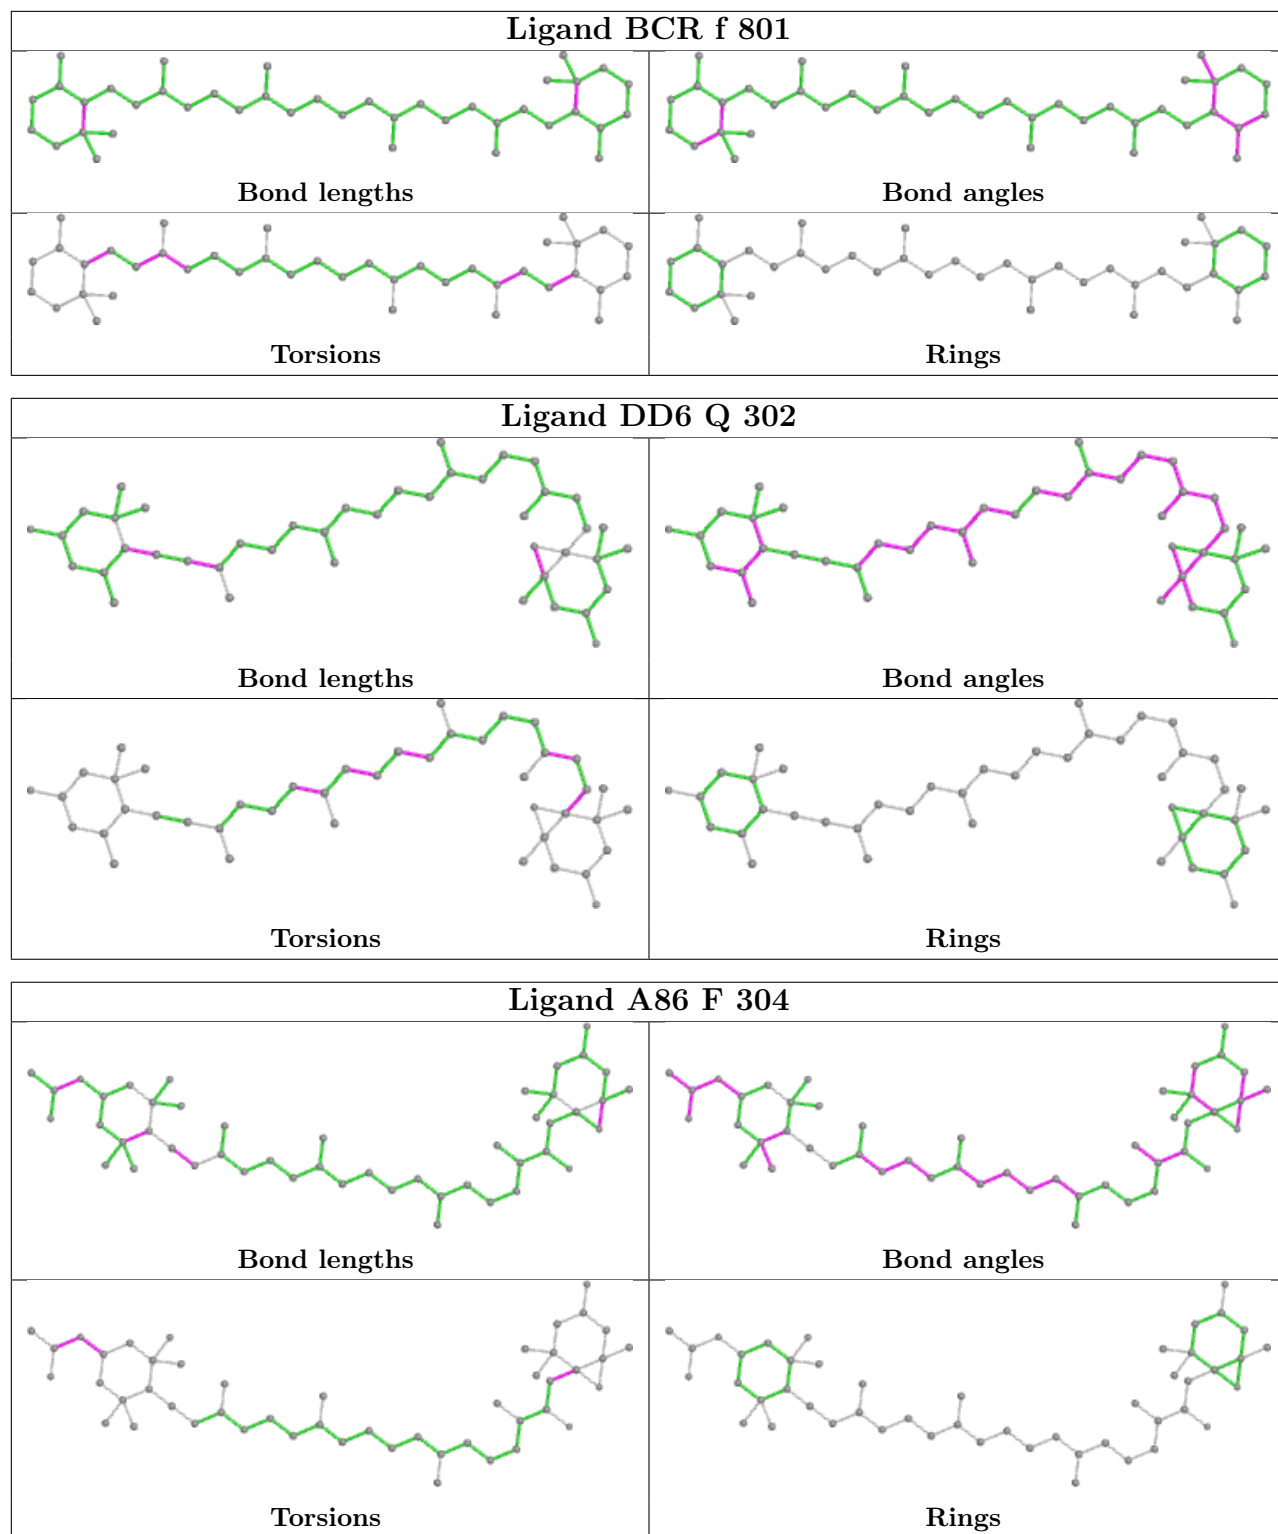 Ligand BCR f 801
Bond lengths
Bond angles
Torsions
Rings
Ligand DD6 Q 302
Bond lengths
Bond angles
Torsions
Rings
Ligand A86 F 304
Bond lengths
Bond angles
Torsions
Rings